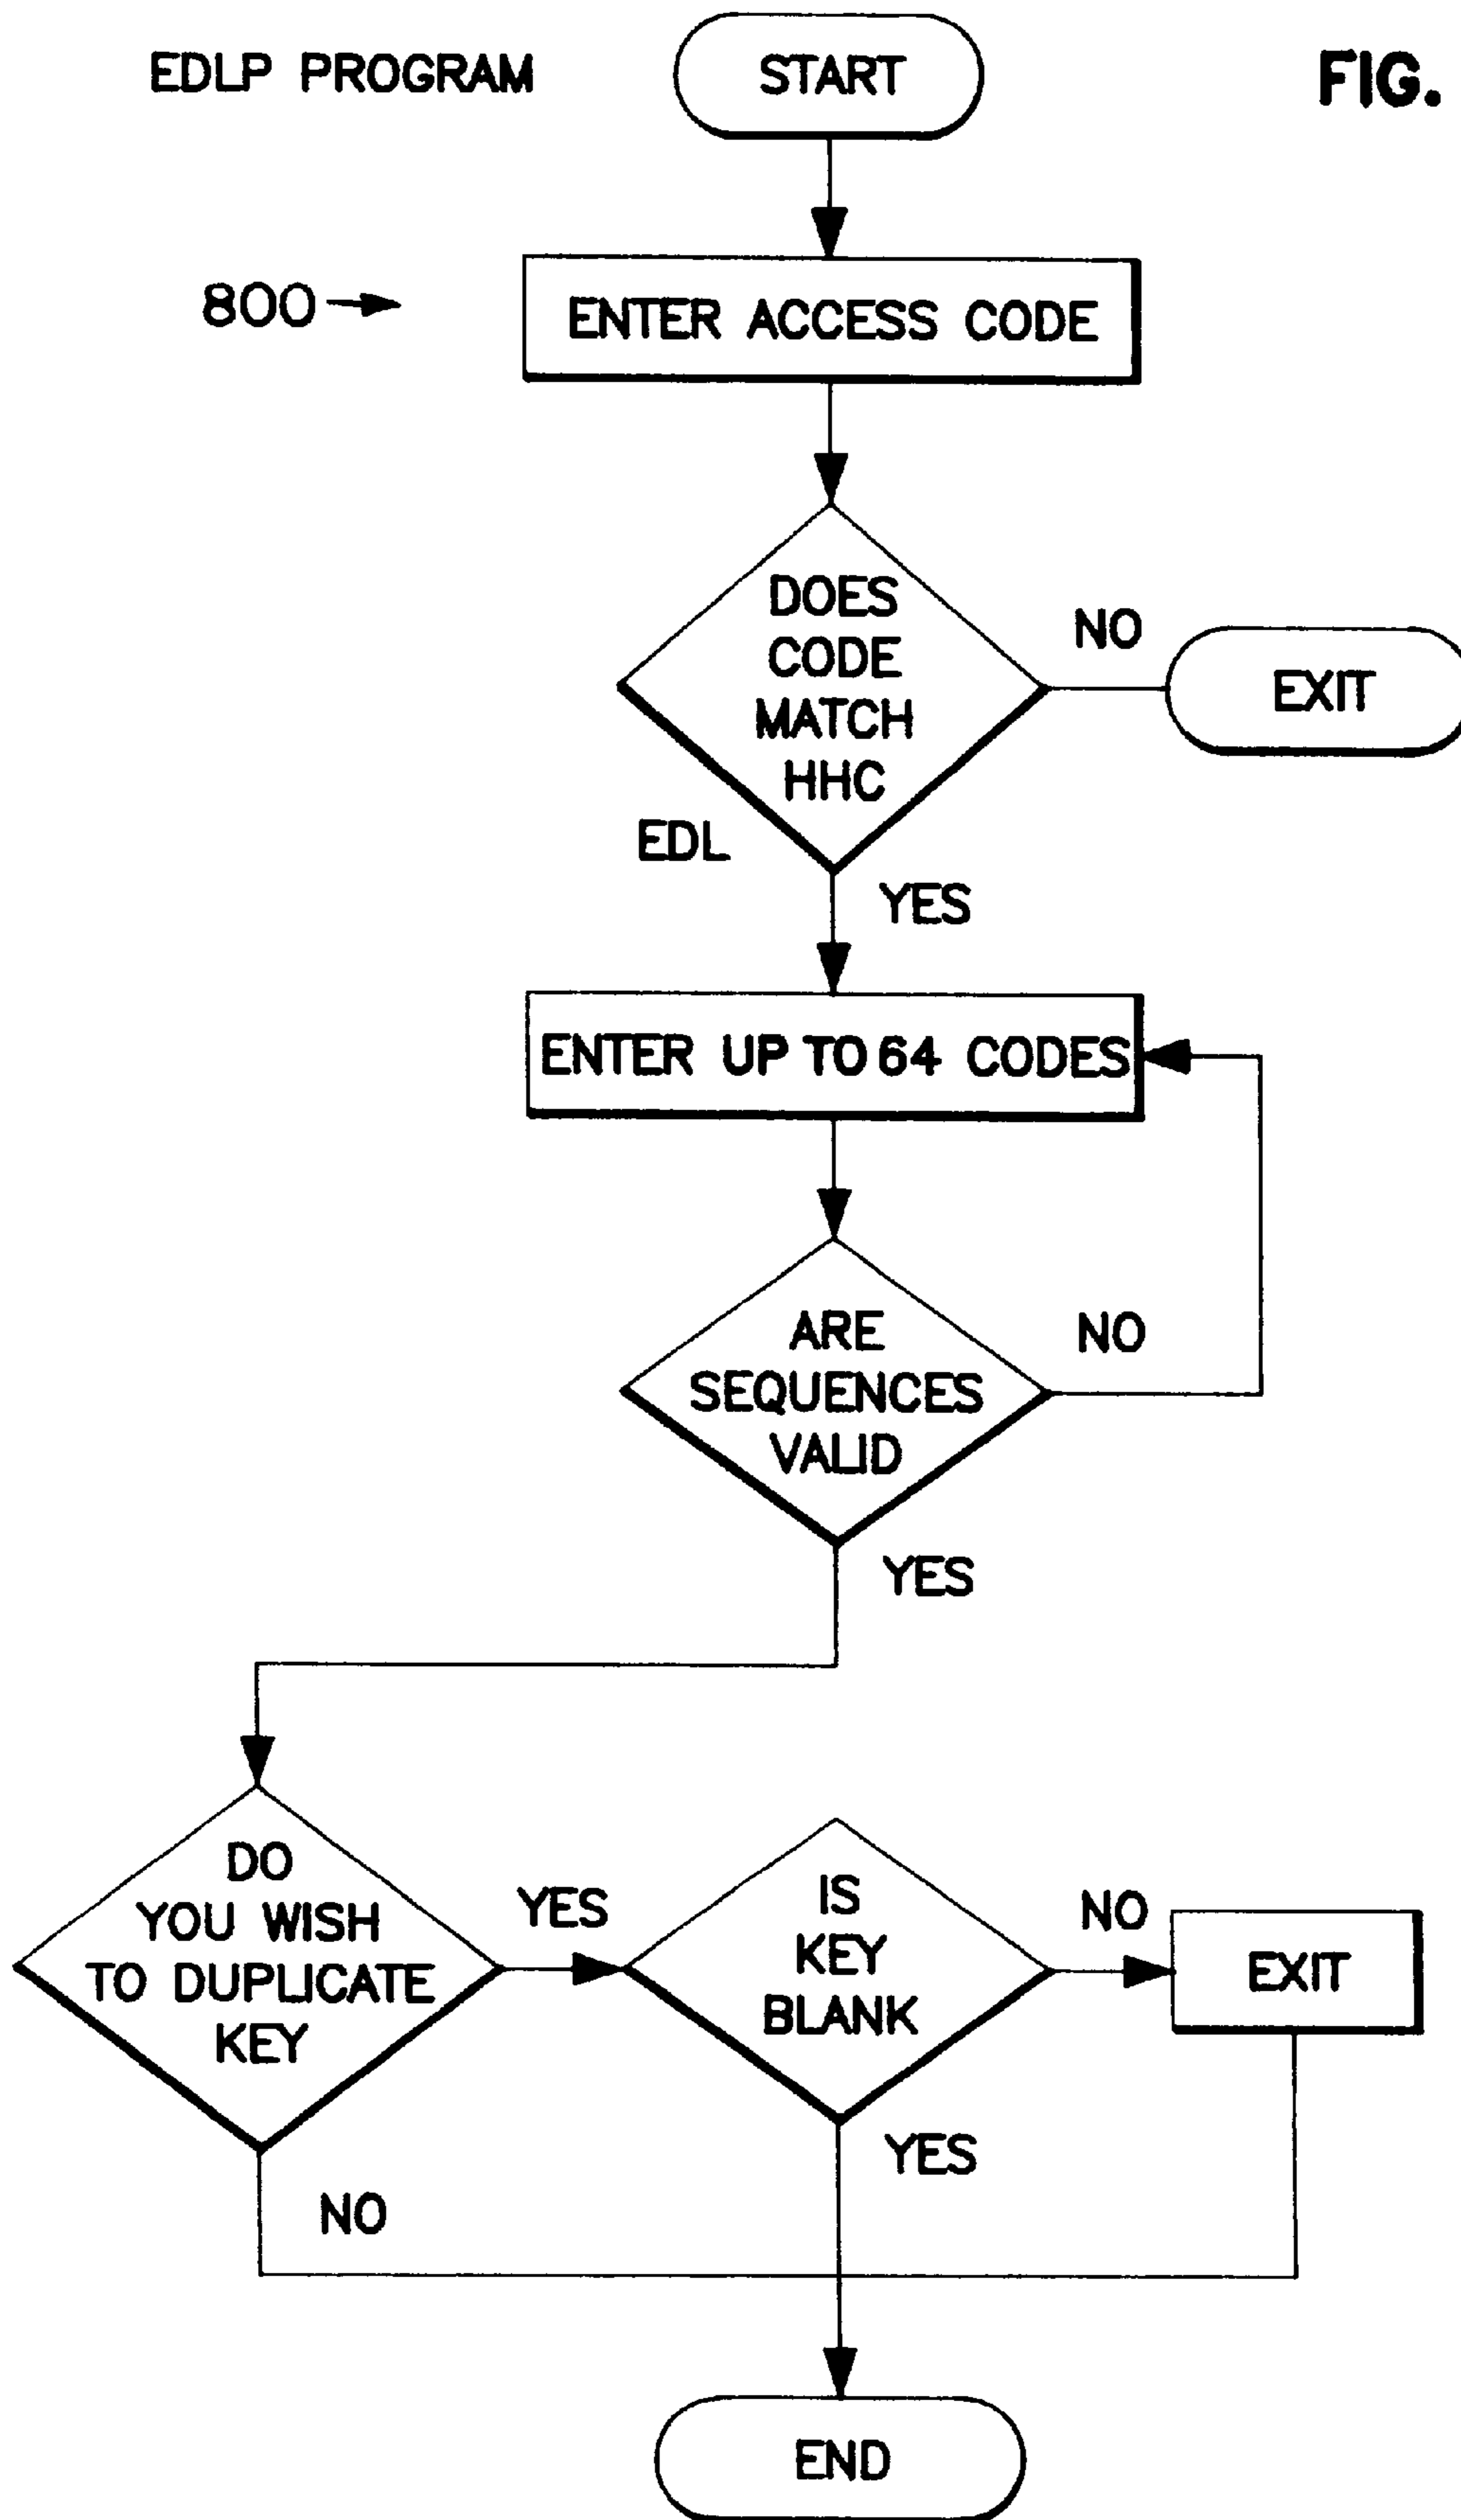 EDLP PROGRAM
START
FIG.
800
ENTER ACCESS CODE
DOES
CODE
MATCH
HHC
NO
EXIT
EDL
YES
ENTER UP TO 64 CODES
ARE
SEQUENCES
VALID
NO
YES
DO
YOU WISH
TO DUPLICATE
KEY
YES
IS
KEY
BLANK
NO
EXIT
YES
NO
END